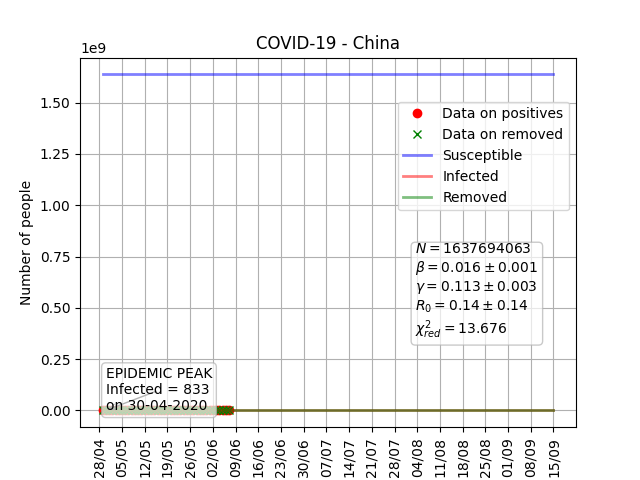 COVID-19 - China
1e9
1.50
1.25
1.00
0.75
0.50
0.25
0.00
Number of people
Data on positives
Data on removed
Susceptible
Infected
Removed
N = 1637694063
β = 0.016 ± 0.001
γ = 0.113 ± 0.003
R₀ = 0.14 ± 0.14
χ²red = 13.676
EPIDEMIC PEAK
Infected = 833
on 30-04-2020
28/04
05/05
12/05
19/05
26/05
02/06
09/06
16/06
23/06
30/06
07/07
14/07
21/07
28/07
04/08
11/08
18/08
25/08
01/09
08/09
15/09